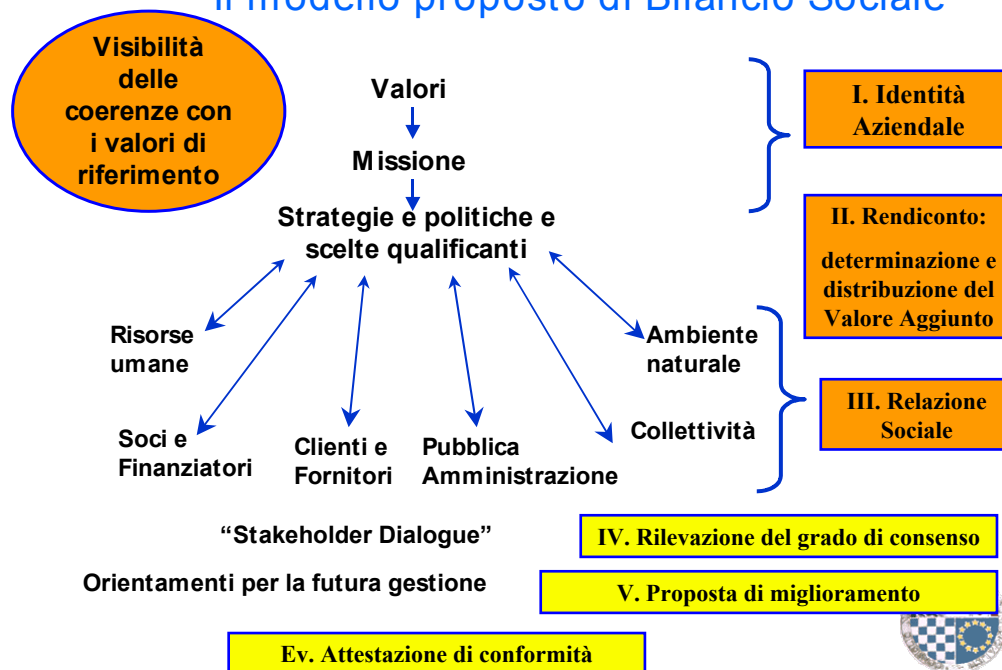 Il modello proposto di Bilancio Sociale
Visibilità
delle
coerenze con
i valori di
riferimento
Valori
Missione
Strategie e politiche e
scelte qualificanti
I. Identità
Aziendale
II. Rendiconto:
determinazione e
distribuzione del
Valore Aggiunto
Risorse
umane
Ambiente
naturale
III. Relazione
Sociale
Soci e
Finanziatori
Clienti e
Fornitori
Pubblica
Amministrazione
Collettività
“Stakeholder Dialogue”
IV. Rilevazione del grado di consenso
Orientamenti per la futura gestione
V. Proposta di miglioramento
Ev. Attestazione di conformità